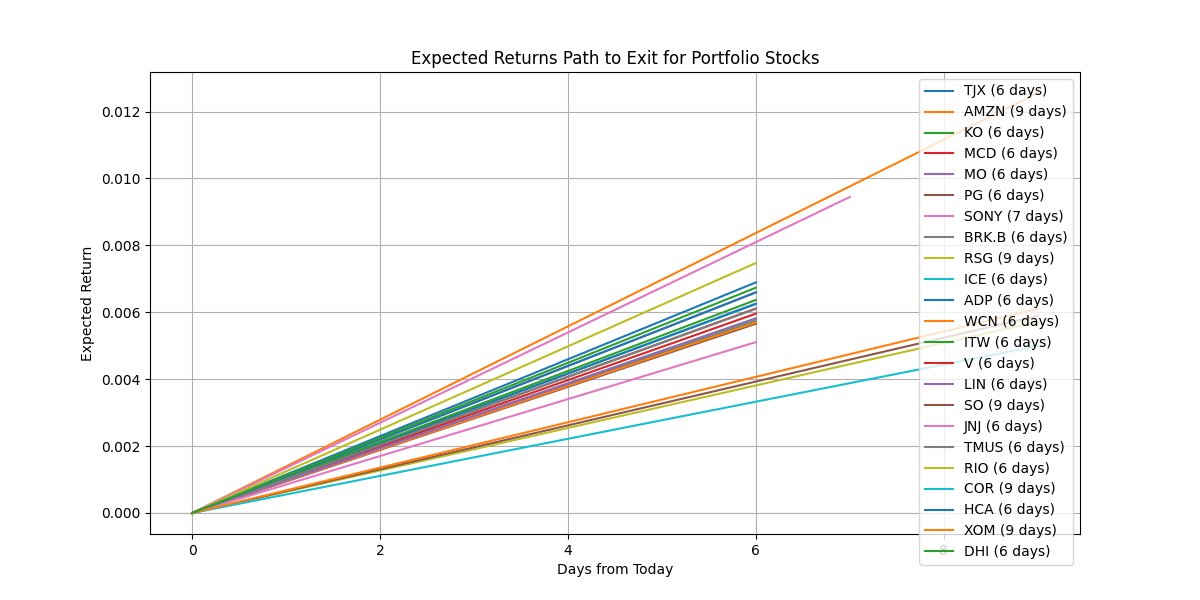 Expected Returns Path to Exit for Portfolio Stocks
Expected Return
0.012
0.010
0.008
0.006
0.004
0.002
0.000
0
2
4
6
8
Days from Today
TJX (6 days)
AMZN (9 days)
KO (6 days)
MCD (6 days)
MO (6 days)
PG (6 days)
SONY (7 days)
BRK.B (6 days)
RSG (9 days)
ICE (6 days)
ADP (6 days)
WCN (6 days)
ITW (6 days)
V (6 days)
LIN (6 days)
SO (9 days)
JNJ (6 days)
TMUS (6 days)
RIO (6 days)
COR (9 days)
HCA (6 days)
XOM (9 days)
DHI (6 days)